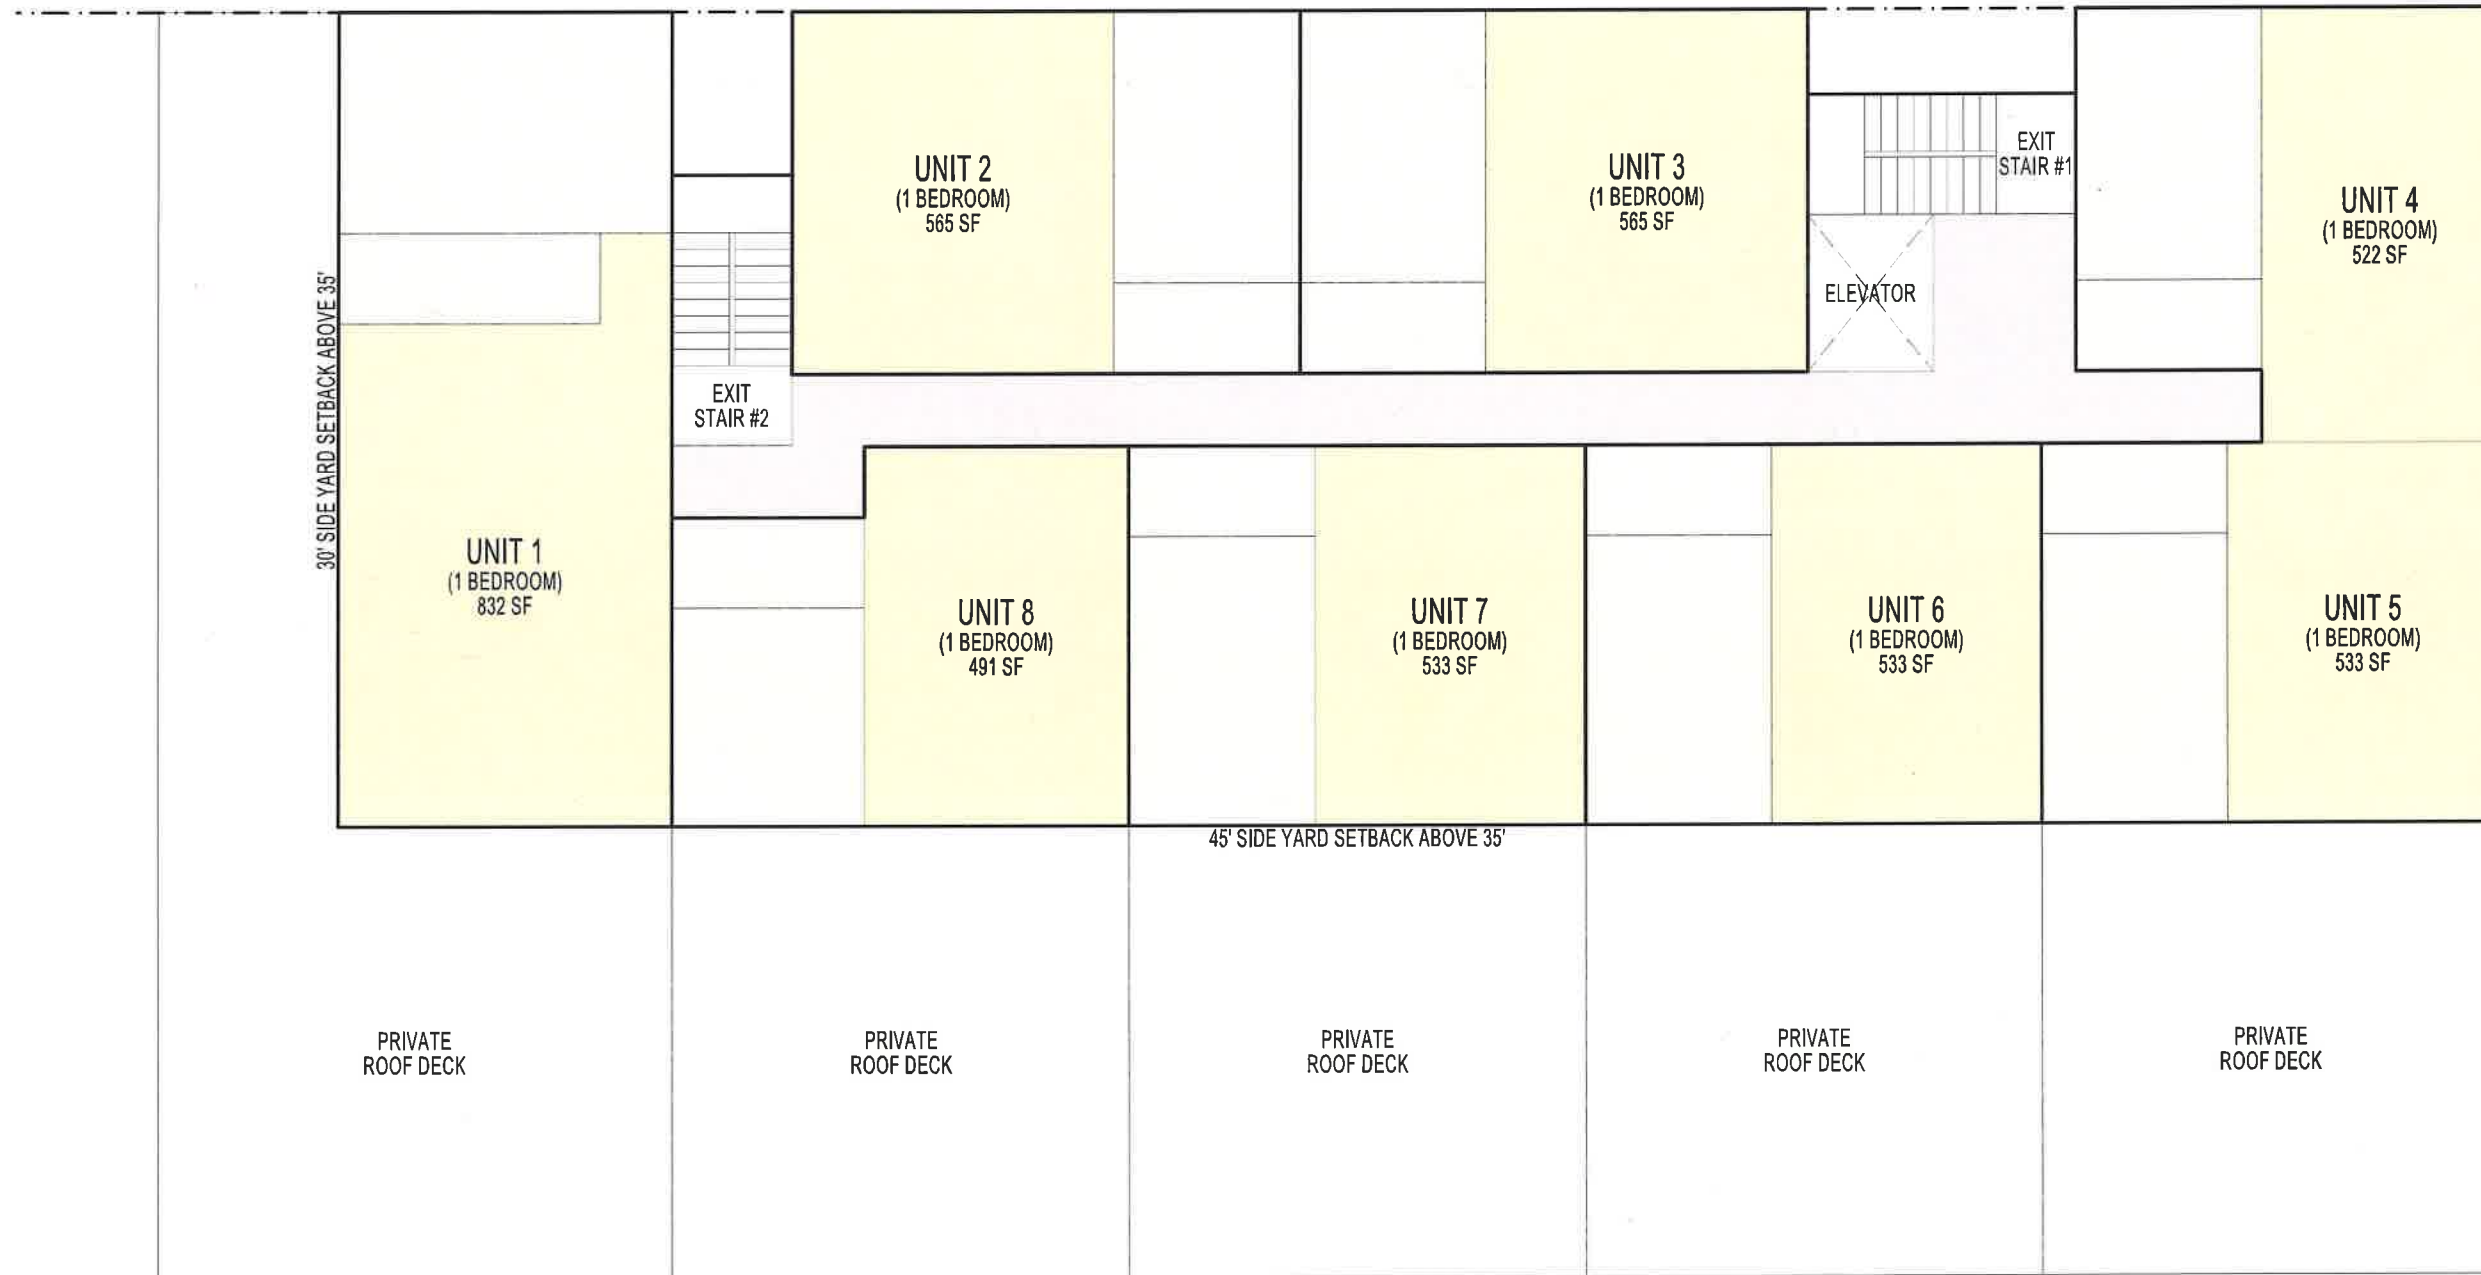 UNIT 2
(1 BEDROOM)
565 SF
UNIT 3
(1 BEDROOM)
565 SF
EXIT
STAIR #1
UNIT 4
(1 BEDROOM)
522 SF
ELEVATOR
30' SIDE YARD SETBACK ABOVE 35'
EXIT
STAIR #2
UNIT 1
(1 BEDROOM)
832 SF
UNIT 8
(1 BEDROOM)
491 SF
UNIT 7
(1 BEDROOM)
533 SF
UNIT 6
(1 BEDROOM)
533 SF
UNIT 5
(1 BEDROOM)
533 SF
45' SIDE YARD SETBACK ABOVE 35'
PRIVATE
ROOF DECK
PRIVATE
ROOF DECK
PRIVATE
ROOF DECK
PRIVATE
ROOF DECK
PRIVATE
ROOF DECK